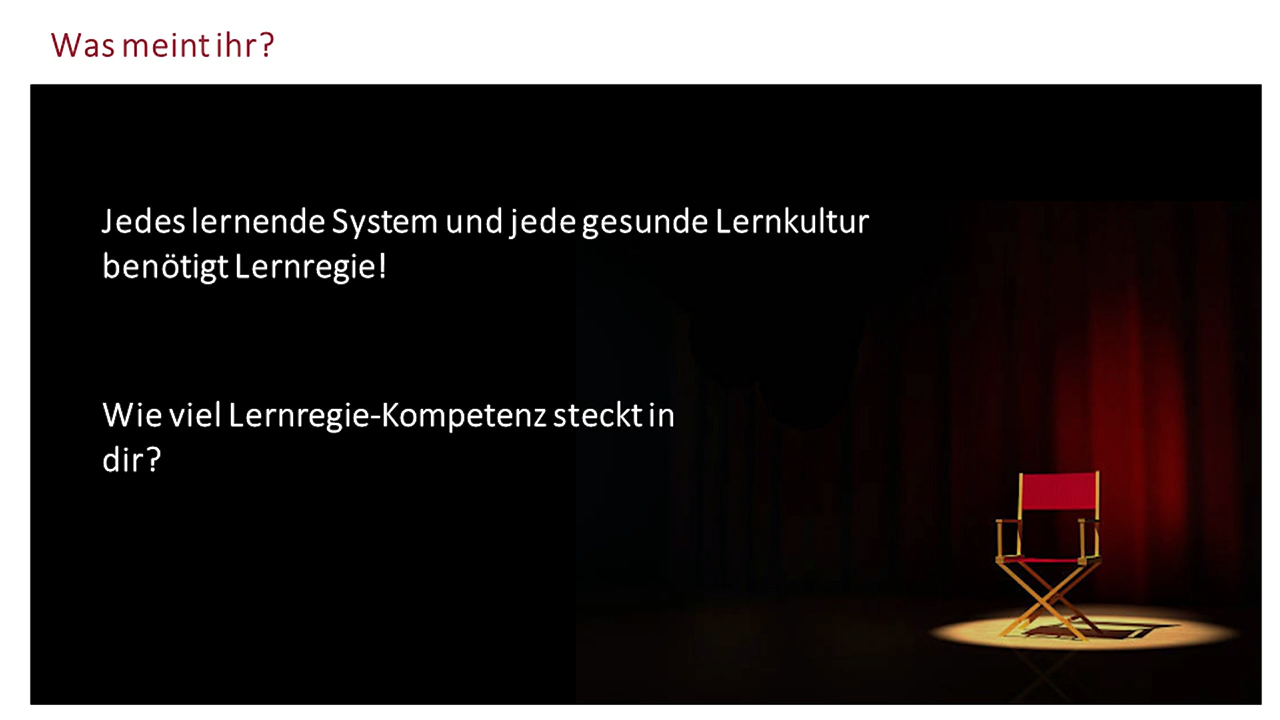 Was meint ihr?
Jedes lernende System und jede gesunde Lernkultur
benötigt Lernregie!
Wie viel Lernregie-Kompetenz steckt in
dir?